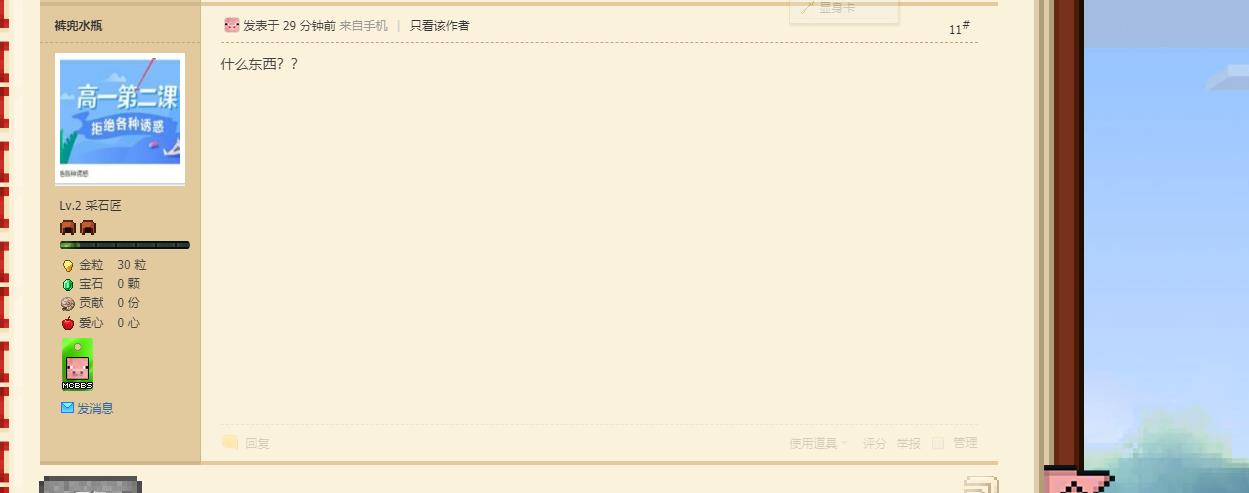 显身卡
裤兜水瓶
发表于 29 分钟前 来自手机 | 只看该作者
11#
什么东西？？
高一第二课
拒绝各种诱惑
Lv.2 采石匠
金粒 30 粒
宝石 0 颗
贡献 0 份
爱心 0 心
MCBBS
发消息
回复
使用道具 评分 举报 管理